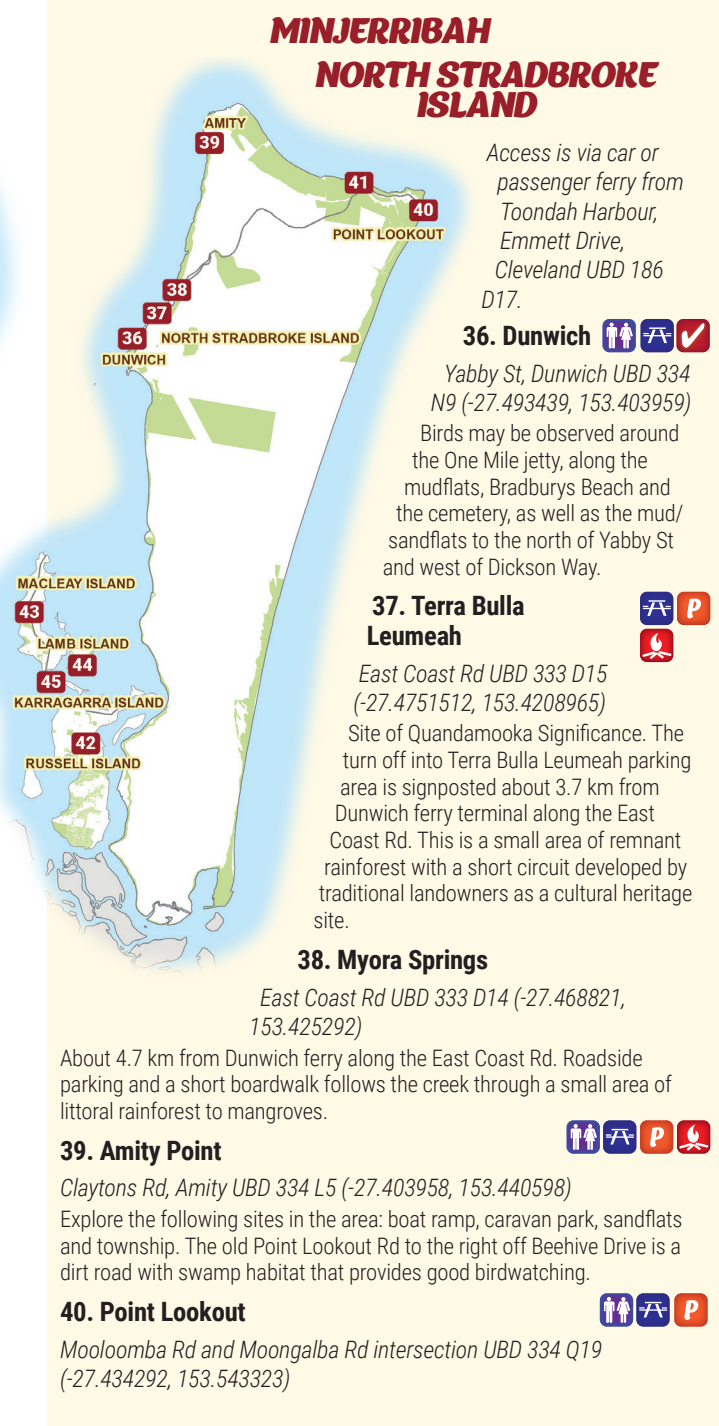 MINJERRIBAH
NORTH STRADBROKE
ISLAND
AMITY
39
41
40
POINT LOOKOUT
38
37
36
NORTH STRADBROKE ISLAND
DUNWICH
MACLEAY ISLAND
43
LAMB ISLAND
44
45
KARRAGARRA ISLAND
42
RUSSELL ISLAND
Access is via car or
passenger ferry from
Toondah Harbour,
Emmett Drive,
Cleveland UBD 186
D17.
36. Dunwich
Yabby St, Dunwich UBD 334
N9 (-27.493439, 153.403959)
Birds may be observed around
the One Mile jetty, along the
mudflats, Bradburys Beach and
the cemetery, as well as the mud/
sandflats to the north of Yabby St
and west of Dickson Way.
37. Terra Bulla
Leumeah
P
East Coast Rd UBD 333 D15
(-27.4751512, 153.4208965)
Site of Quandamooka Significance. The
turn off into Terra Bulla Leumeah parking
area is signposted about 3.7 km from
Dunwich ferry terminal along the East
Coast Rd. This is a small area of remnant
rainforest with a short circuit developed by
traditional landowners as a cultural heritage
site.
38. Myora Springs
East Coast Rd UBD 333 D14 (-27.468821,
153.425292)
About 4.7 km from Dunwich ferry along the East Coast Rd. Roadside
parking and a short boardwalk follows the creek through a small area of
littoral rainforest to mangroves.
39. Amity Point
P
Claytons Rd, Amity UBD 334 L5 (-27.403958, 153.440598)
Explore the following sites in the area: boat ramp, caravan park, sandflats
and township. The old Point Lookout Rd to the right off Beehive Drive is a
dirt road with swamp habitat that provides good birdwatching.
40. Point Lookout
P
Mooloomba Rd and Moongalba Rd intersection UBD 334 Q19
(-27.434292, 153.543323)